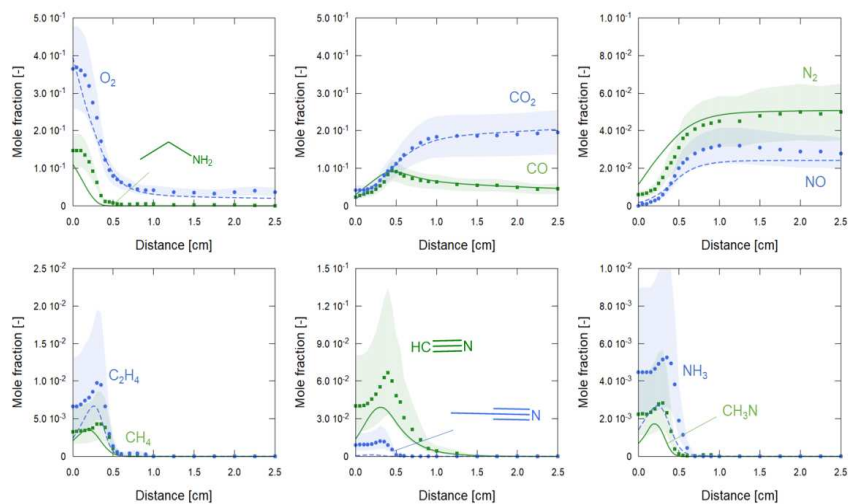 5.0 10⁻¹
4.0 10⁻¹
3.0 10⁻¹
2.0 10⁻¹
1.0 10⁻¹
0
Mole fraction [-]
O₂
NH₂
0.0 0.5 1.0 1.5 2.0 2.5
Distance [cm]
5.0 10⁻¹
4.0 10⁻¹
3.0 10⁻¹
2.0 10⁻¹
1.0 10⁻¹
0
Mole fraction [-]
CO₂
CO
0.0 0.5 1.0 1.5 2.0 2.5
Distance [cm]
1.0 10⁻¹
8.0 10⁻²
6.0 10⁻²
4.0 10⁻²
2.0 10⁻²
0
Mole fraction [-]
N₂
NO
0.0 0.5 1.0 1.5 2.0 2.5
Distance [cm]
2.5 10⁻²
2.0 10⁻²
1.5 10⁻²
1.0 10⁻²
5.0 10⁻³
0
Mole fraction [-]
C₂H₄
CH₄
0.0 0.5 1.0 1.5 2.0 2.5
Distance [cm]
1.5 10⁻¹
1.2 10⁻¹
9.0 10⁻²
6.0 10⁻²
3.0 10⁻²
0
Mole fraction [-]
HC N
N
0.0 0.5 1.0 1.5 2.0 2.5
Distance [cm]
1.0 10⁻²
8.0 10⁻³
6.0 10⁻³
4.0 10⁻³
2.0 10⁻³
0
Mole fraction [-]
NH₃
CH₃N
0.0 0.5 1.0 1.5 2.0 2.5
Distance [cm]